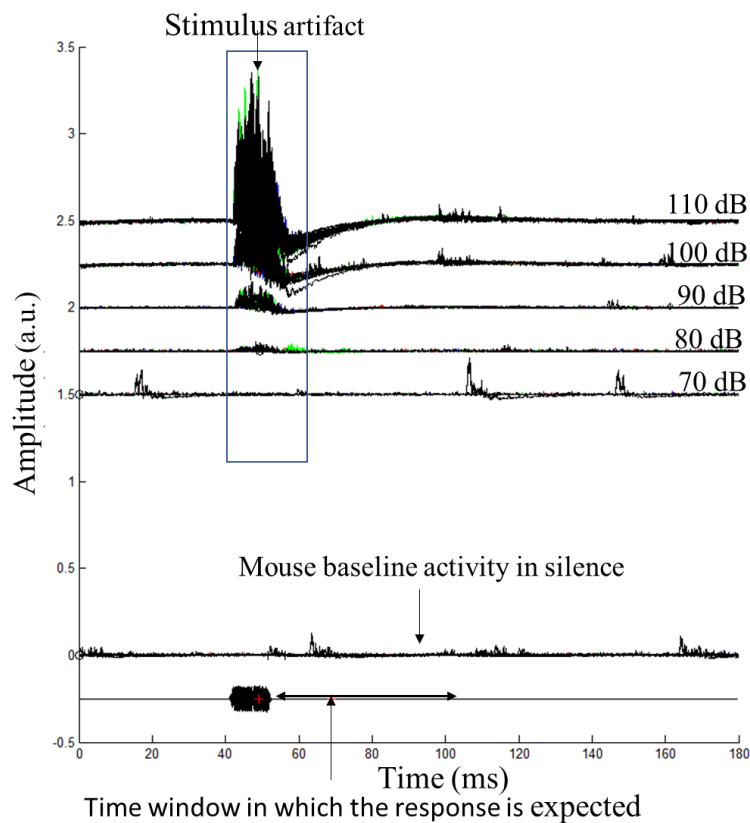 Stimulus artifact
3.5
3
2.5
2
1.5
1
0.5
0
-0.5
110 dB
100 dB
90 dB
80 dB
70 dB
Amplitude (a.u.)
Mouse baseline activity in silence
0 20 40 60 80 100 120 140 160 180
Time (ms)
Time window in which the response is expected